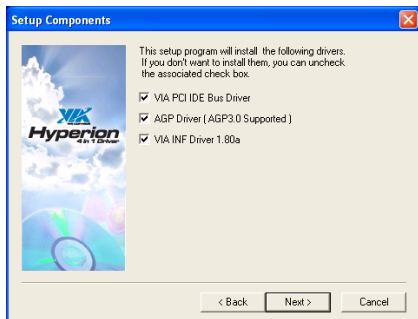 Setup Components
This setup program will install the following drivers.
If you don't want to install them, you can uncheck
the associated check box.
VIA PCI IDE Bus Driver
AGP Driver ( AGP3.0 Supported )
VIA INF Driver 1.80a
VIA
Hyperion
4 in 1 Driver
< Back
Next >
Cancel